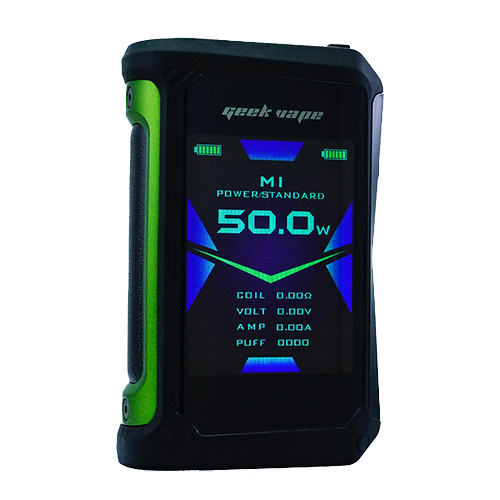 geek vape
M1
POWER/STANDARD
50.0W
COIL 0.00Ω
VOLT 0.00V
AMP 0.00A
PUFF 0000